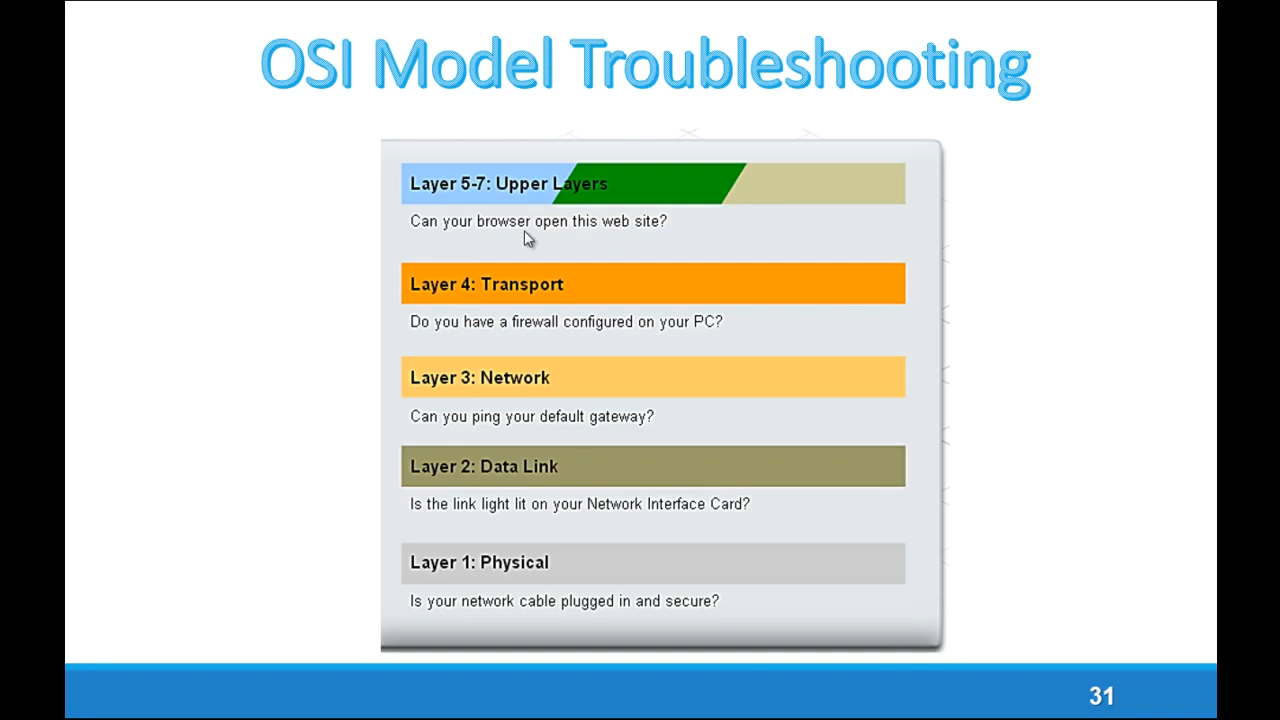 OSI Model Troubleshooting
Layer 5-7: Upper Layers
Can your browser open this web site?
Layer 4: Transport
Do you have a firewall configured on your PC?
Layer 3: Network
Can you ping your default gateway?
Layer 2: Data Link
Is the link light lit on your Network Interface Card?
Layer 1: Physical
Is your network cable plugged in and secure?
31